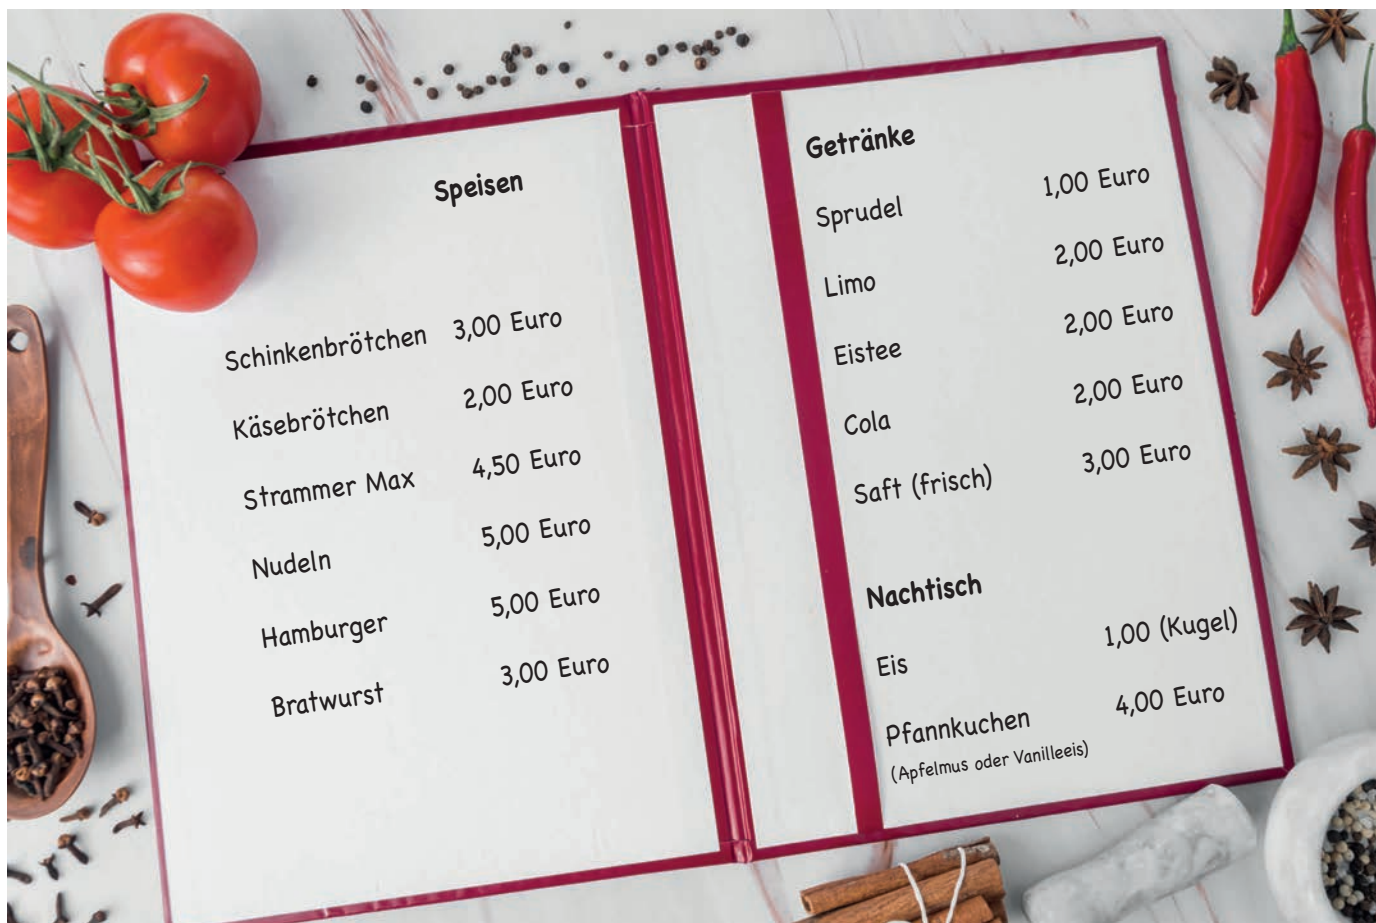 Speisen
Schinkenbrötchen 3,00 Euro
Käsebrötchen 2,00 Euro
Strammer Max 4,50 Euro
Nudeln 5,00 Euro
Hamburger 5,00 Euro
Bratwurst 3,00 Euro
Getränke
Sprudel 1,00 Euro
Limo 2,00 Euro
Eistee 2,00 Euro
Cola 2,00 Euro
Saft (frisch) 3,00 Euro
Nachtisch
Eis 1,00 (Kugel)
Pfannkuchen 4,00 Euro
(Apfelmus oder Vanilleeis)